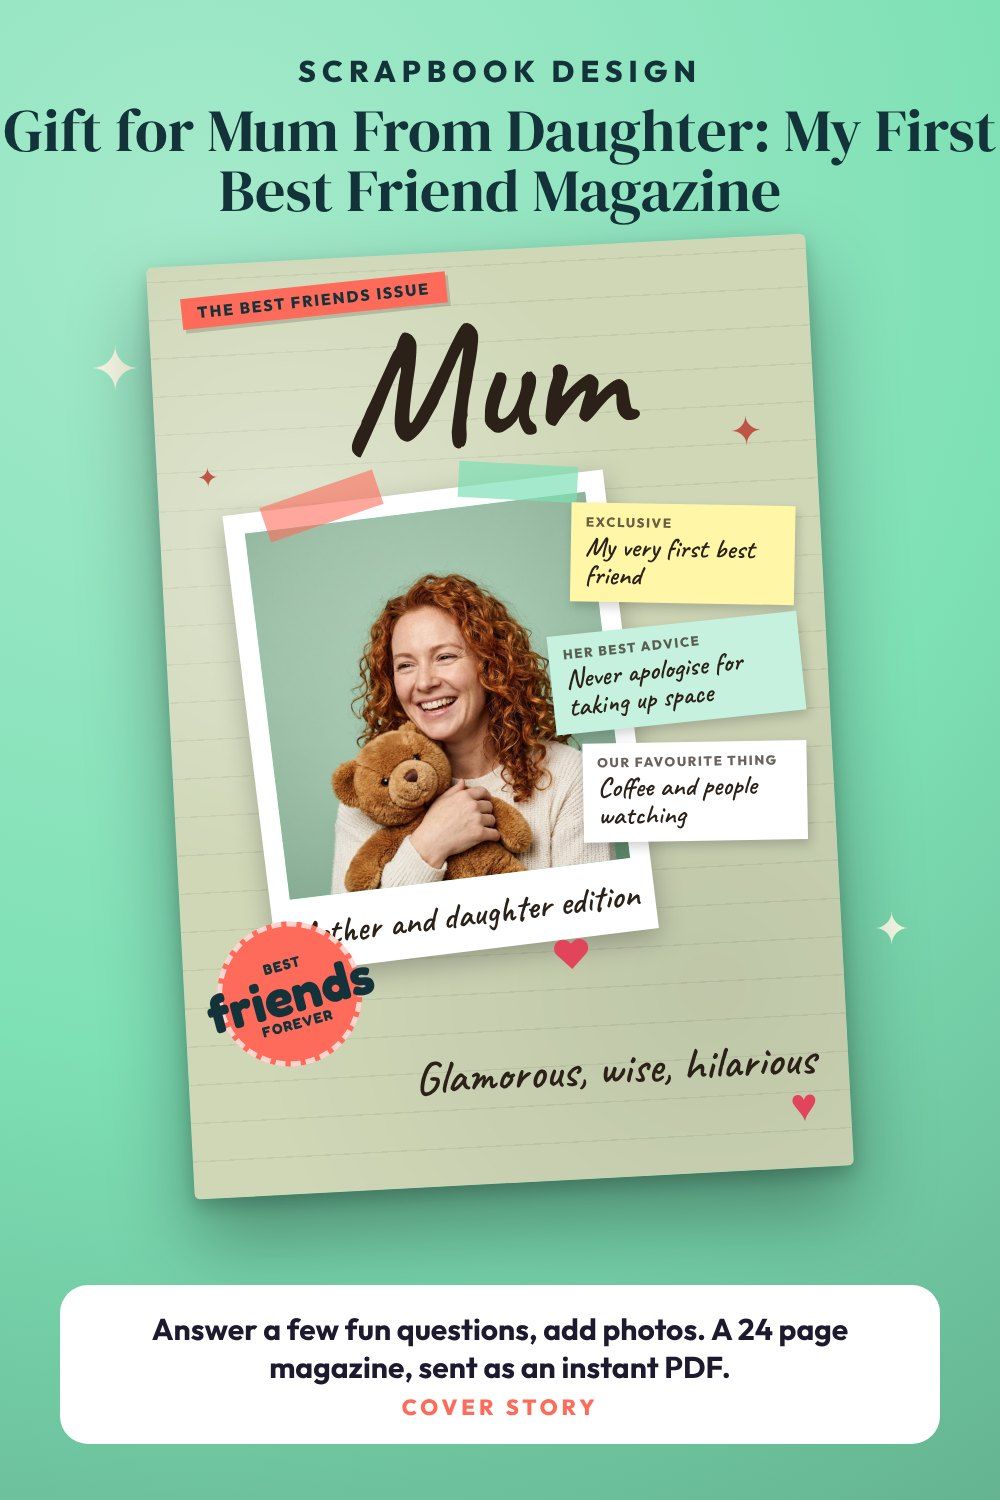 SCRAPBOOK DESIGN
Gift for Mum From Daughter: My First
Best Friend Magazine
THE BEST FRIENDS ISSUE
Mum
EXCLUSIVE
My very first best
friend
HER BEST ADVICE
Never apologise for
taking up space
OUR FAVOURITE THING
Coffee and people
watching
and daughter edition
BEST
friends
FOREVER
Glamorous, wise, hilarious
Answer a few fun questions, add photos. A 24 page
magazine, sent as an instant PDF.
COVER STORY